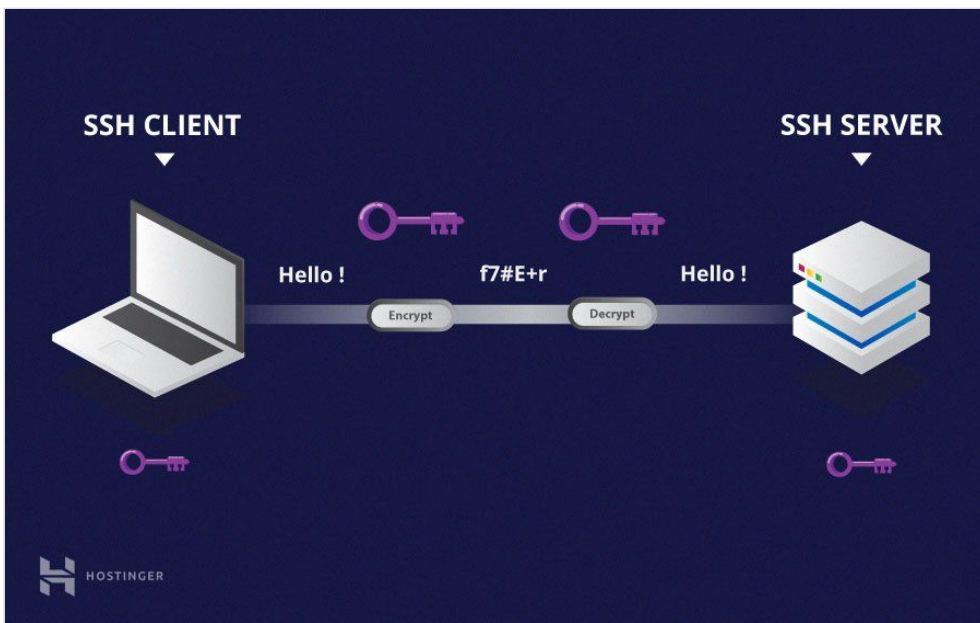 SSH CLIENT
SSH SERVER
Hello !
f7#E+r
Hello !
Encrypt
Decrypt
HOSTINGER